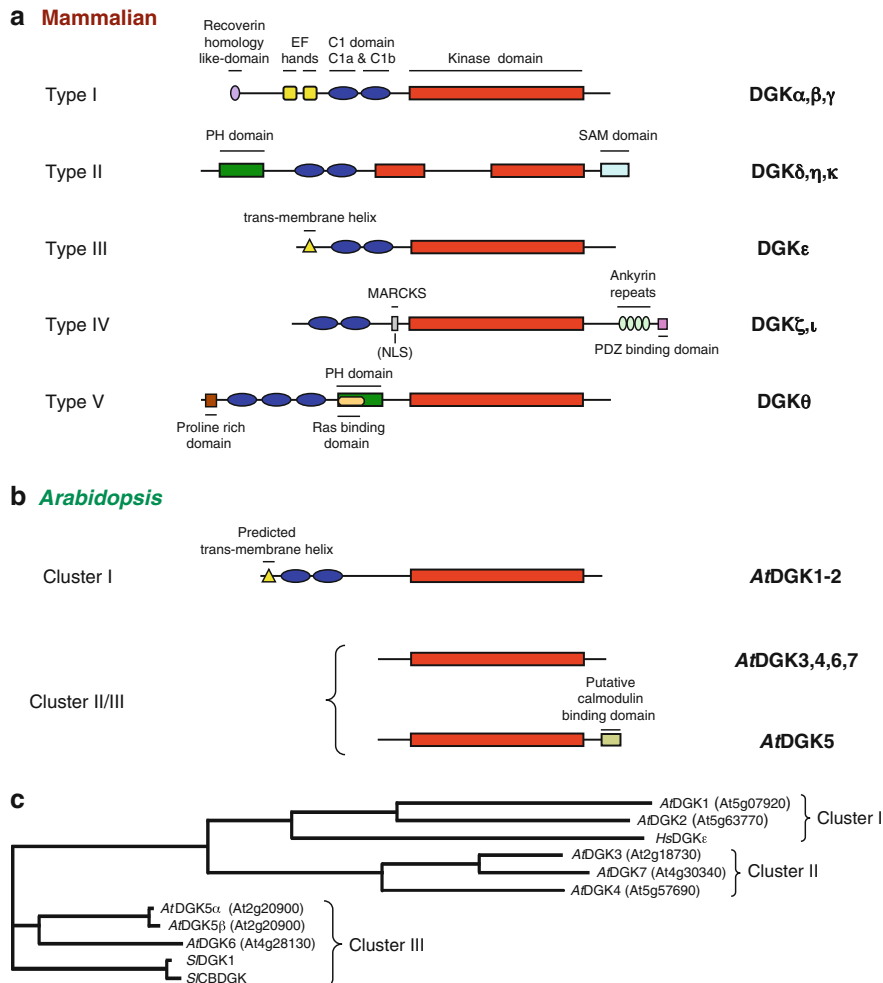 a Mammalian
Recoverin
homology
like-domain
EF
hands
C1 domain
C1a & C1b
Kinase domain
Type I
DGKα,β,γ
PH domain
SAM domain
Type II
DGKδ,η,κ
trans-membrane helix
Type III
DGKε
MARCKS
Ankyrin
repeats
Type IV
DGKζ,ι
(NLS)
PDZ binding domain
PH domain
Type V
DGKθ
Proline rich
domain
Ras binding
domain
b Arabidopsis
Predicted
trans-membrane helix
Cluster I
AtDGK1-2
AtDGK3,4,6,7
Cluster II/III
Putative
calmodulin
binding domain
AtDGK5
c
AtDGK1 (At5g07920)
AtDGK2 (At5g63770)
HsDGKε
Cluster I
AtDGK3 (At2g18730)
AtDGK7 (At4g30340)
AtDGK4 (At5g57690)
Cluster II
AtDGK5α (At2g20900)
AtDGK5β (At2g20900)
AtDGK6 (At4g28130)
SlDGK1
SlCBDGK
Cluster III